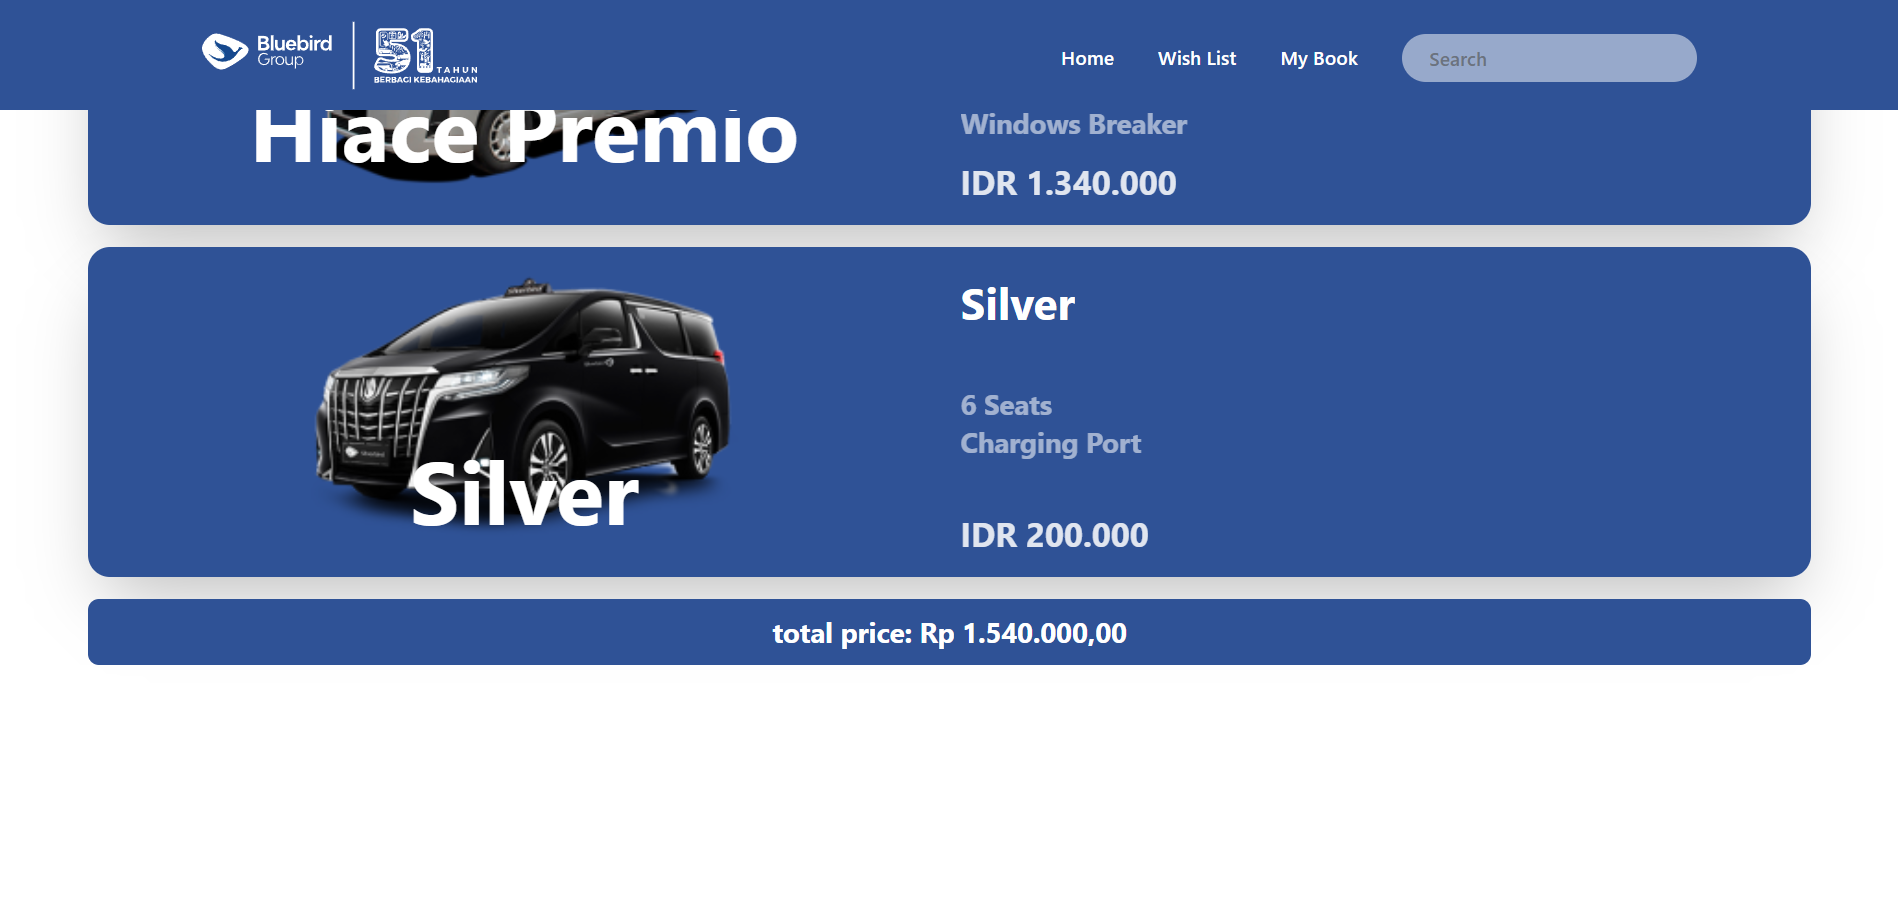 Bluebird
Group
51
TAHUN
BERBAGI KEBAHAGIAAN
Home
Wish List
My Book
Search
Hiace Premio
Windows Breaker
IDR 1.340.000
Silver
Silver
6 Seats
Charging Port
IDR 200.000
total price: Rp 1.540.000,00